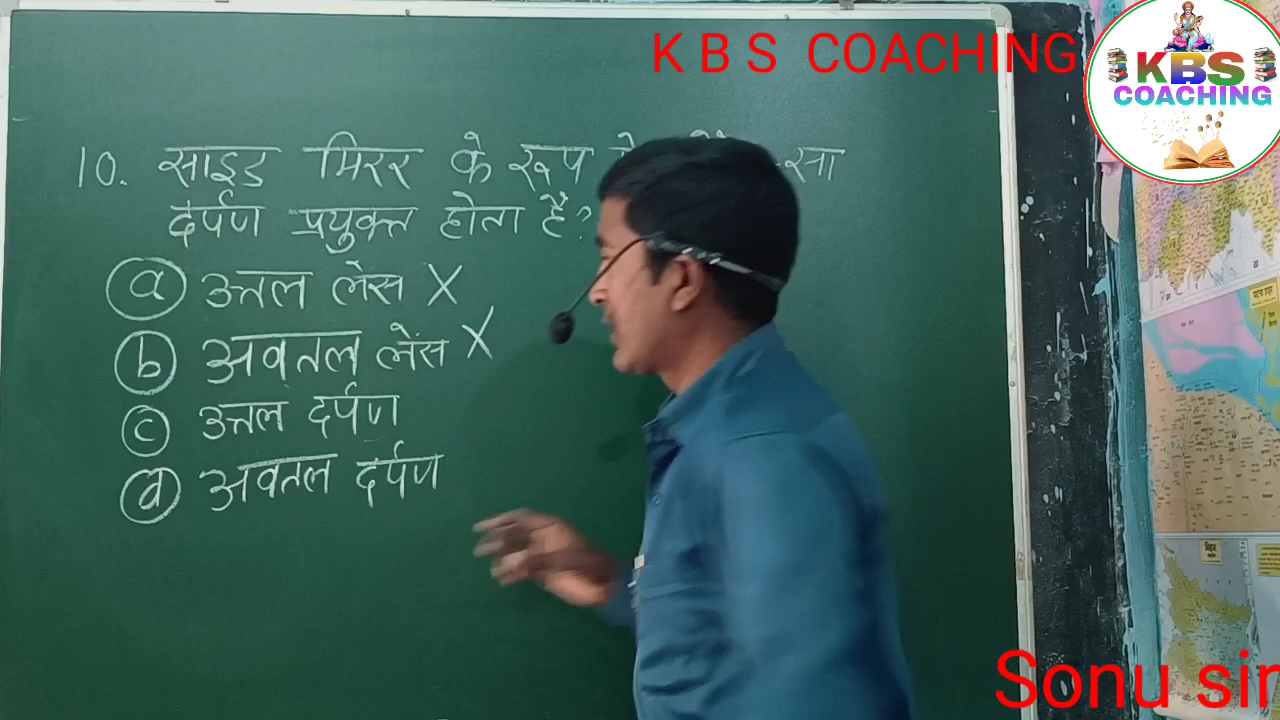 K B S COACHING
KBS
COACHING
10. साइड मिरर के रूप
दर्पण प्रयुक्त होता है?
(a) उत्तल लेंस X
(b) अवतल लेंस X
(c) उत्तल दर्पण
(d) अवतल दर्पण
Sonu sir